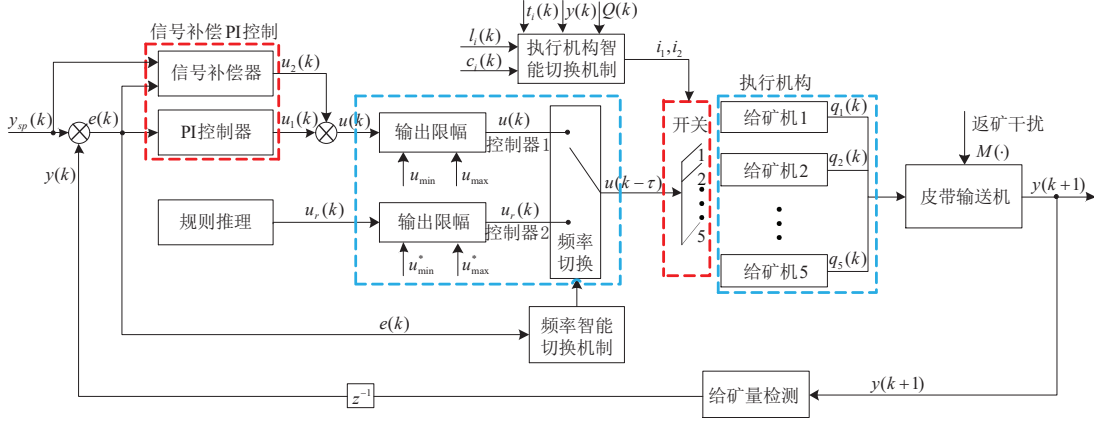 t_i(k) y(k) Q(k)
信号补偿PI控制
l_i(k)
c_i(k)
执行机构智
能切换机制
i_1,i_2
信号补偿器
u_2(k)
执行机构
y_sp(k)
e(k)
PI控制器
u_1(k)
u(k)
输出限幅
u(k)
控制器1
u_min
u_max
开关
1
2
5
给矿机1
q_1(k)
给矿机2
q_2(k)
给矿机5
q_5(k)
返矿干扰
M(·)
皮带输送机
y(k+1)
y(k)
u(k−τ)
规则推理
u_r(k)
输出限幅
u_r(k)
控制器2
u*_min
u*_max
频率
切换
e(k)
频率智能
切换机制
z^-1
给矿量检测
y(k+1)